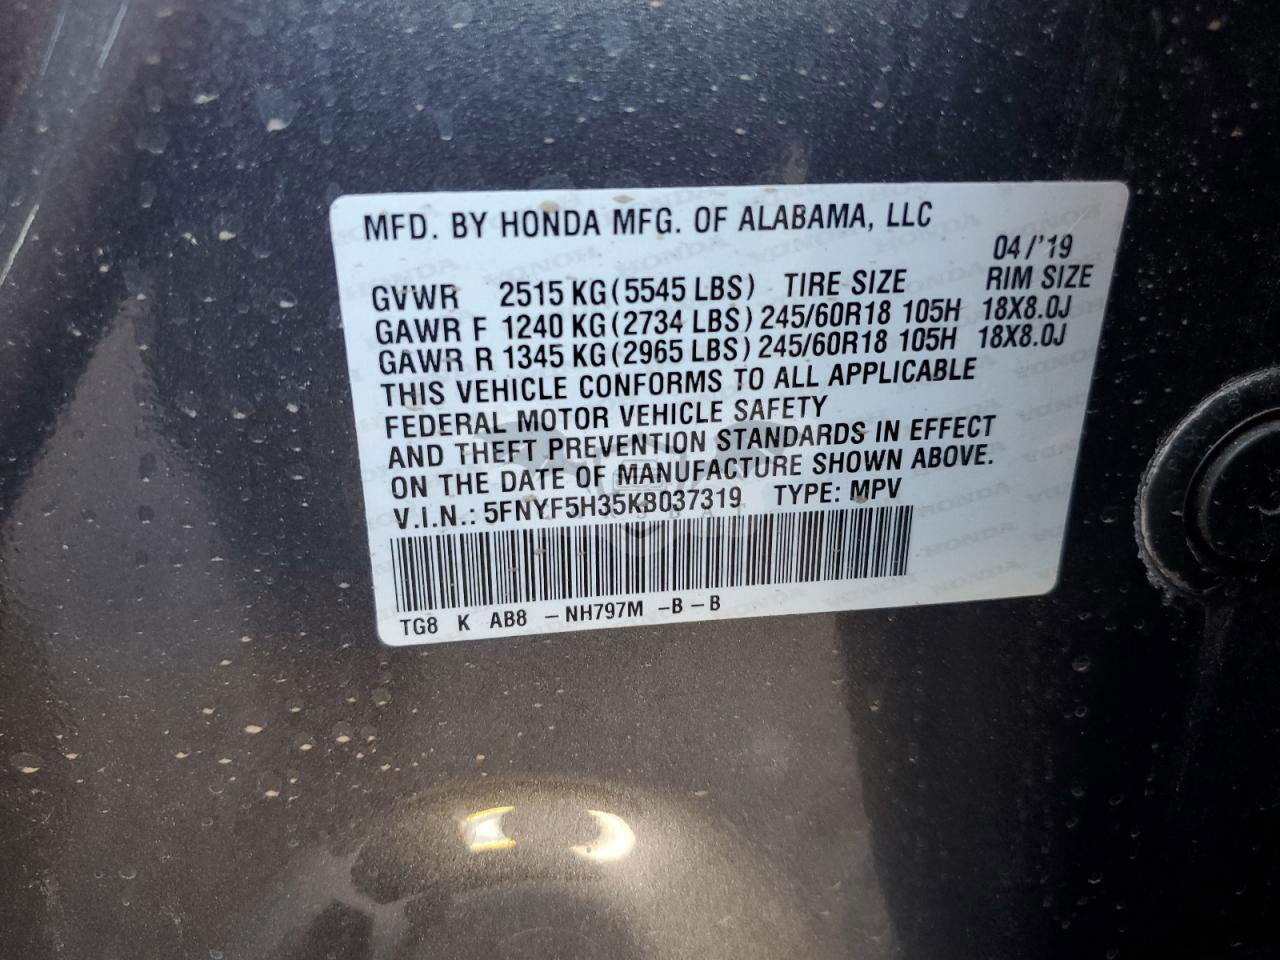 MFD. BY HONDA MFG. OF ALABAMA, LLC
04/'19
GVWR 2515 KG (5545 LBS) TIRE SIZE RIM SIZE
GAWR F 1240 KG (2734 LBS) 245/60R18 105H 18X8.0J
GAWR R 1345 KG (2965 LBS) 245/60R18 105H 18X8.0J
THIS VEHICLE CONFORMS TO ALL APPLICABLE
FEDERAL MOTOR VEHICLE SAFETY
AND THEFT PREVENTION STANDARDS IN EFFECT
ON THE DATE OF MANUFACTURE SHOWN ABOVE.
V.I.N.: 5FNYF5H35KB037319 TYPE: MPV
TG8 K AB8 - NH797M - B - B